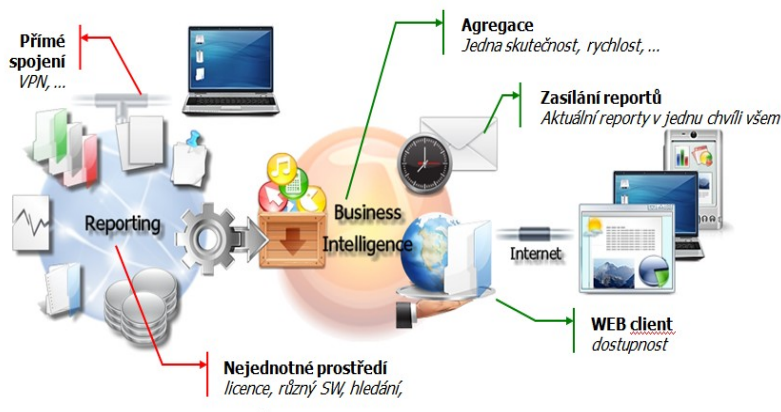 Přímé
spojení
VPN, ...
Agregace
Jedna skutečnost, rychlost, ...
Zasílání reportů
Aktuální reporty v jednu chvíli všem
Reporting
Business
Intelligence
Internet
WEB client
dostupnost
Nejednotné prostředí
licence, různý SW, hledání,